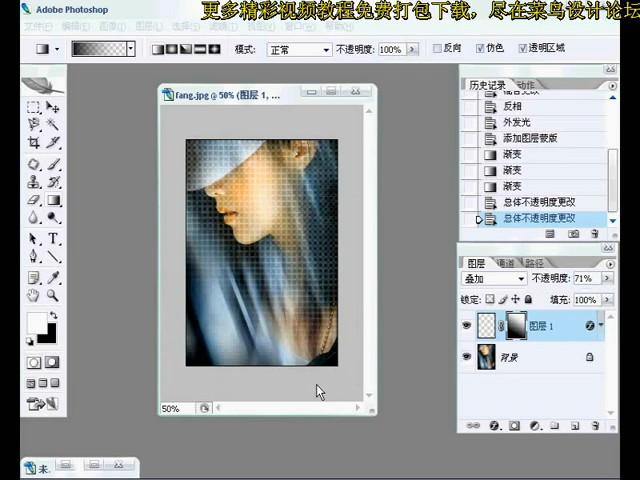 更多精彩视频教程免费打包下载，尽在菜鸟设计论坛
Adobe Photoshop
模式： 正常 不透明度： 100% 反向 仿色 透明区域
fang.jpg @ 50% (图层 1, ...
50%
未
历史记录 动作
反相
外发光
添加图层蒙版
渐变
渐变
渐变
总体不透明度更改
总体不透明度更改
图层 通道 路径
叠加 不透明度： 71%
锁定： 填充： 100%
图层 1
背景